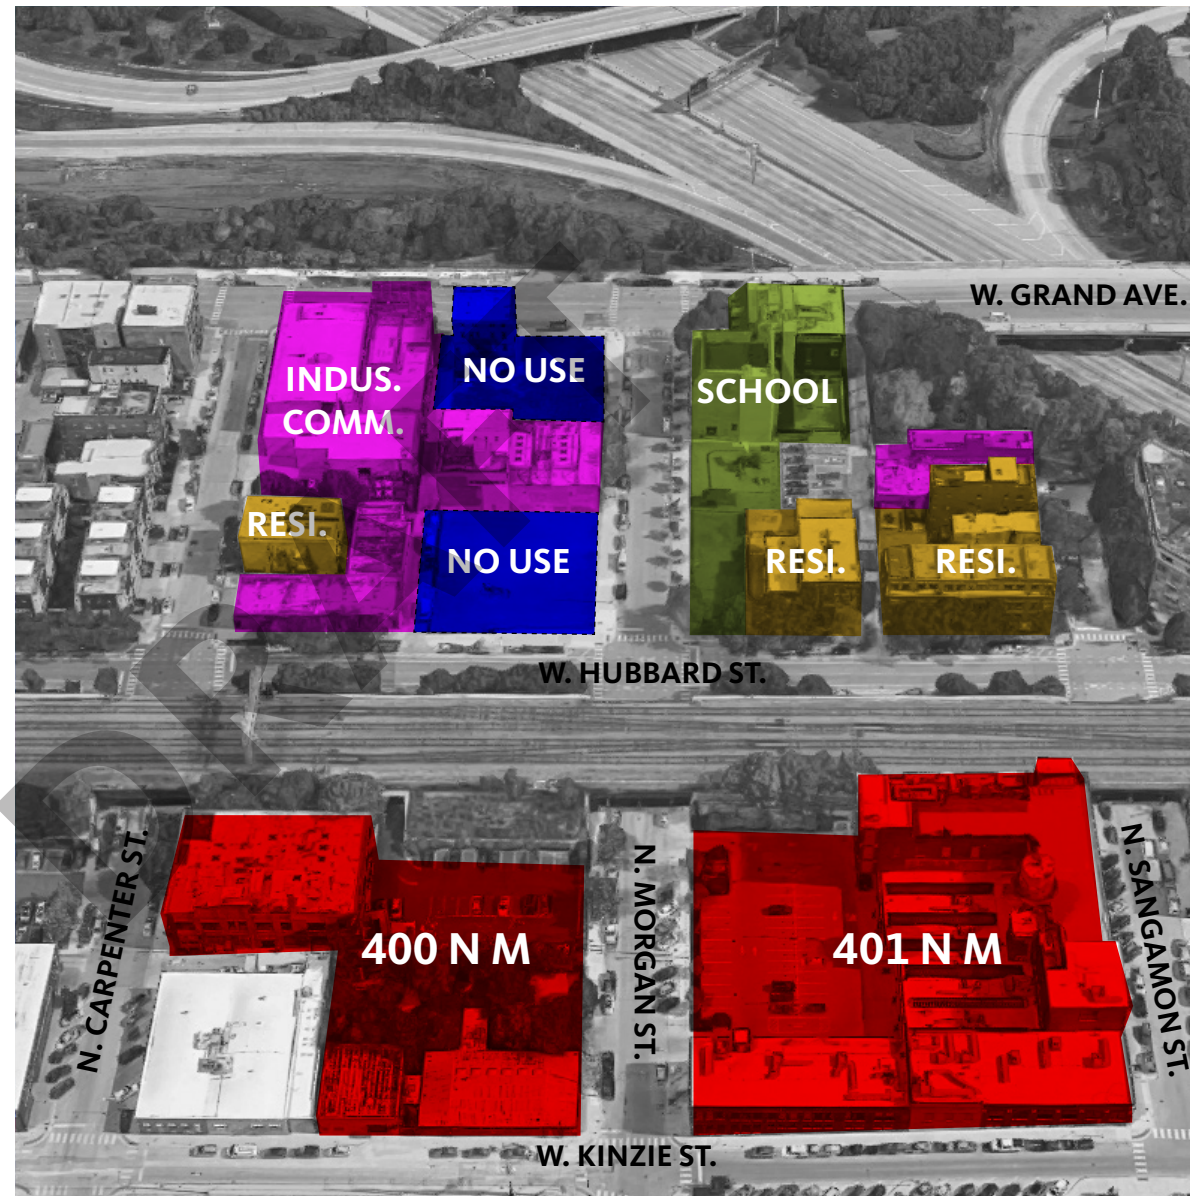 W. GRAND AVE.
NO USE
INDUS.
COMM.
SCHOOL
RESI.
NO USE
RESI.
RESI.
W. HUBBARD ST.
N. CARPENTER ST.
N. MORGAN ST.
N. SANGAMON ST.
400 N M
401 N M
W. KINZIE ST.
DRAFT